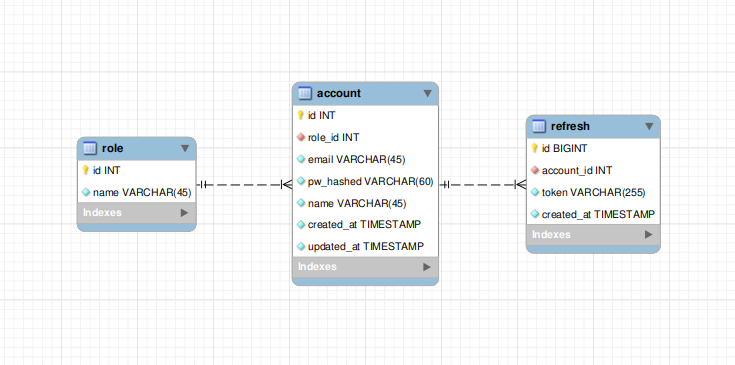 role
id INT
name VARCHAR(45)
Indexes
account
id INT
role_id INT
email VARCHAR(45)
pw_hashed VARCHAR(60)
name VARCHAR(45)
created_at TIMESTAMP
updated_at TIMESTAMP
Indexes
refresh
id BIGINT
account_id INT
token VARCHAR(255)
created_at TIMESTAMP
Indexes